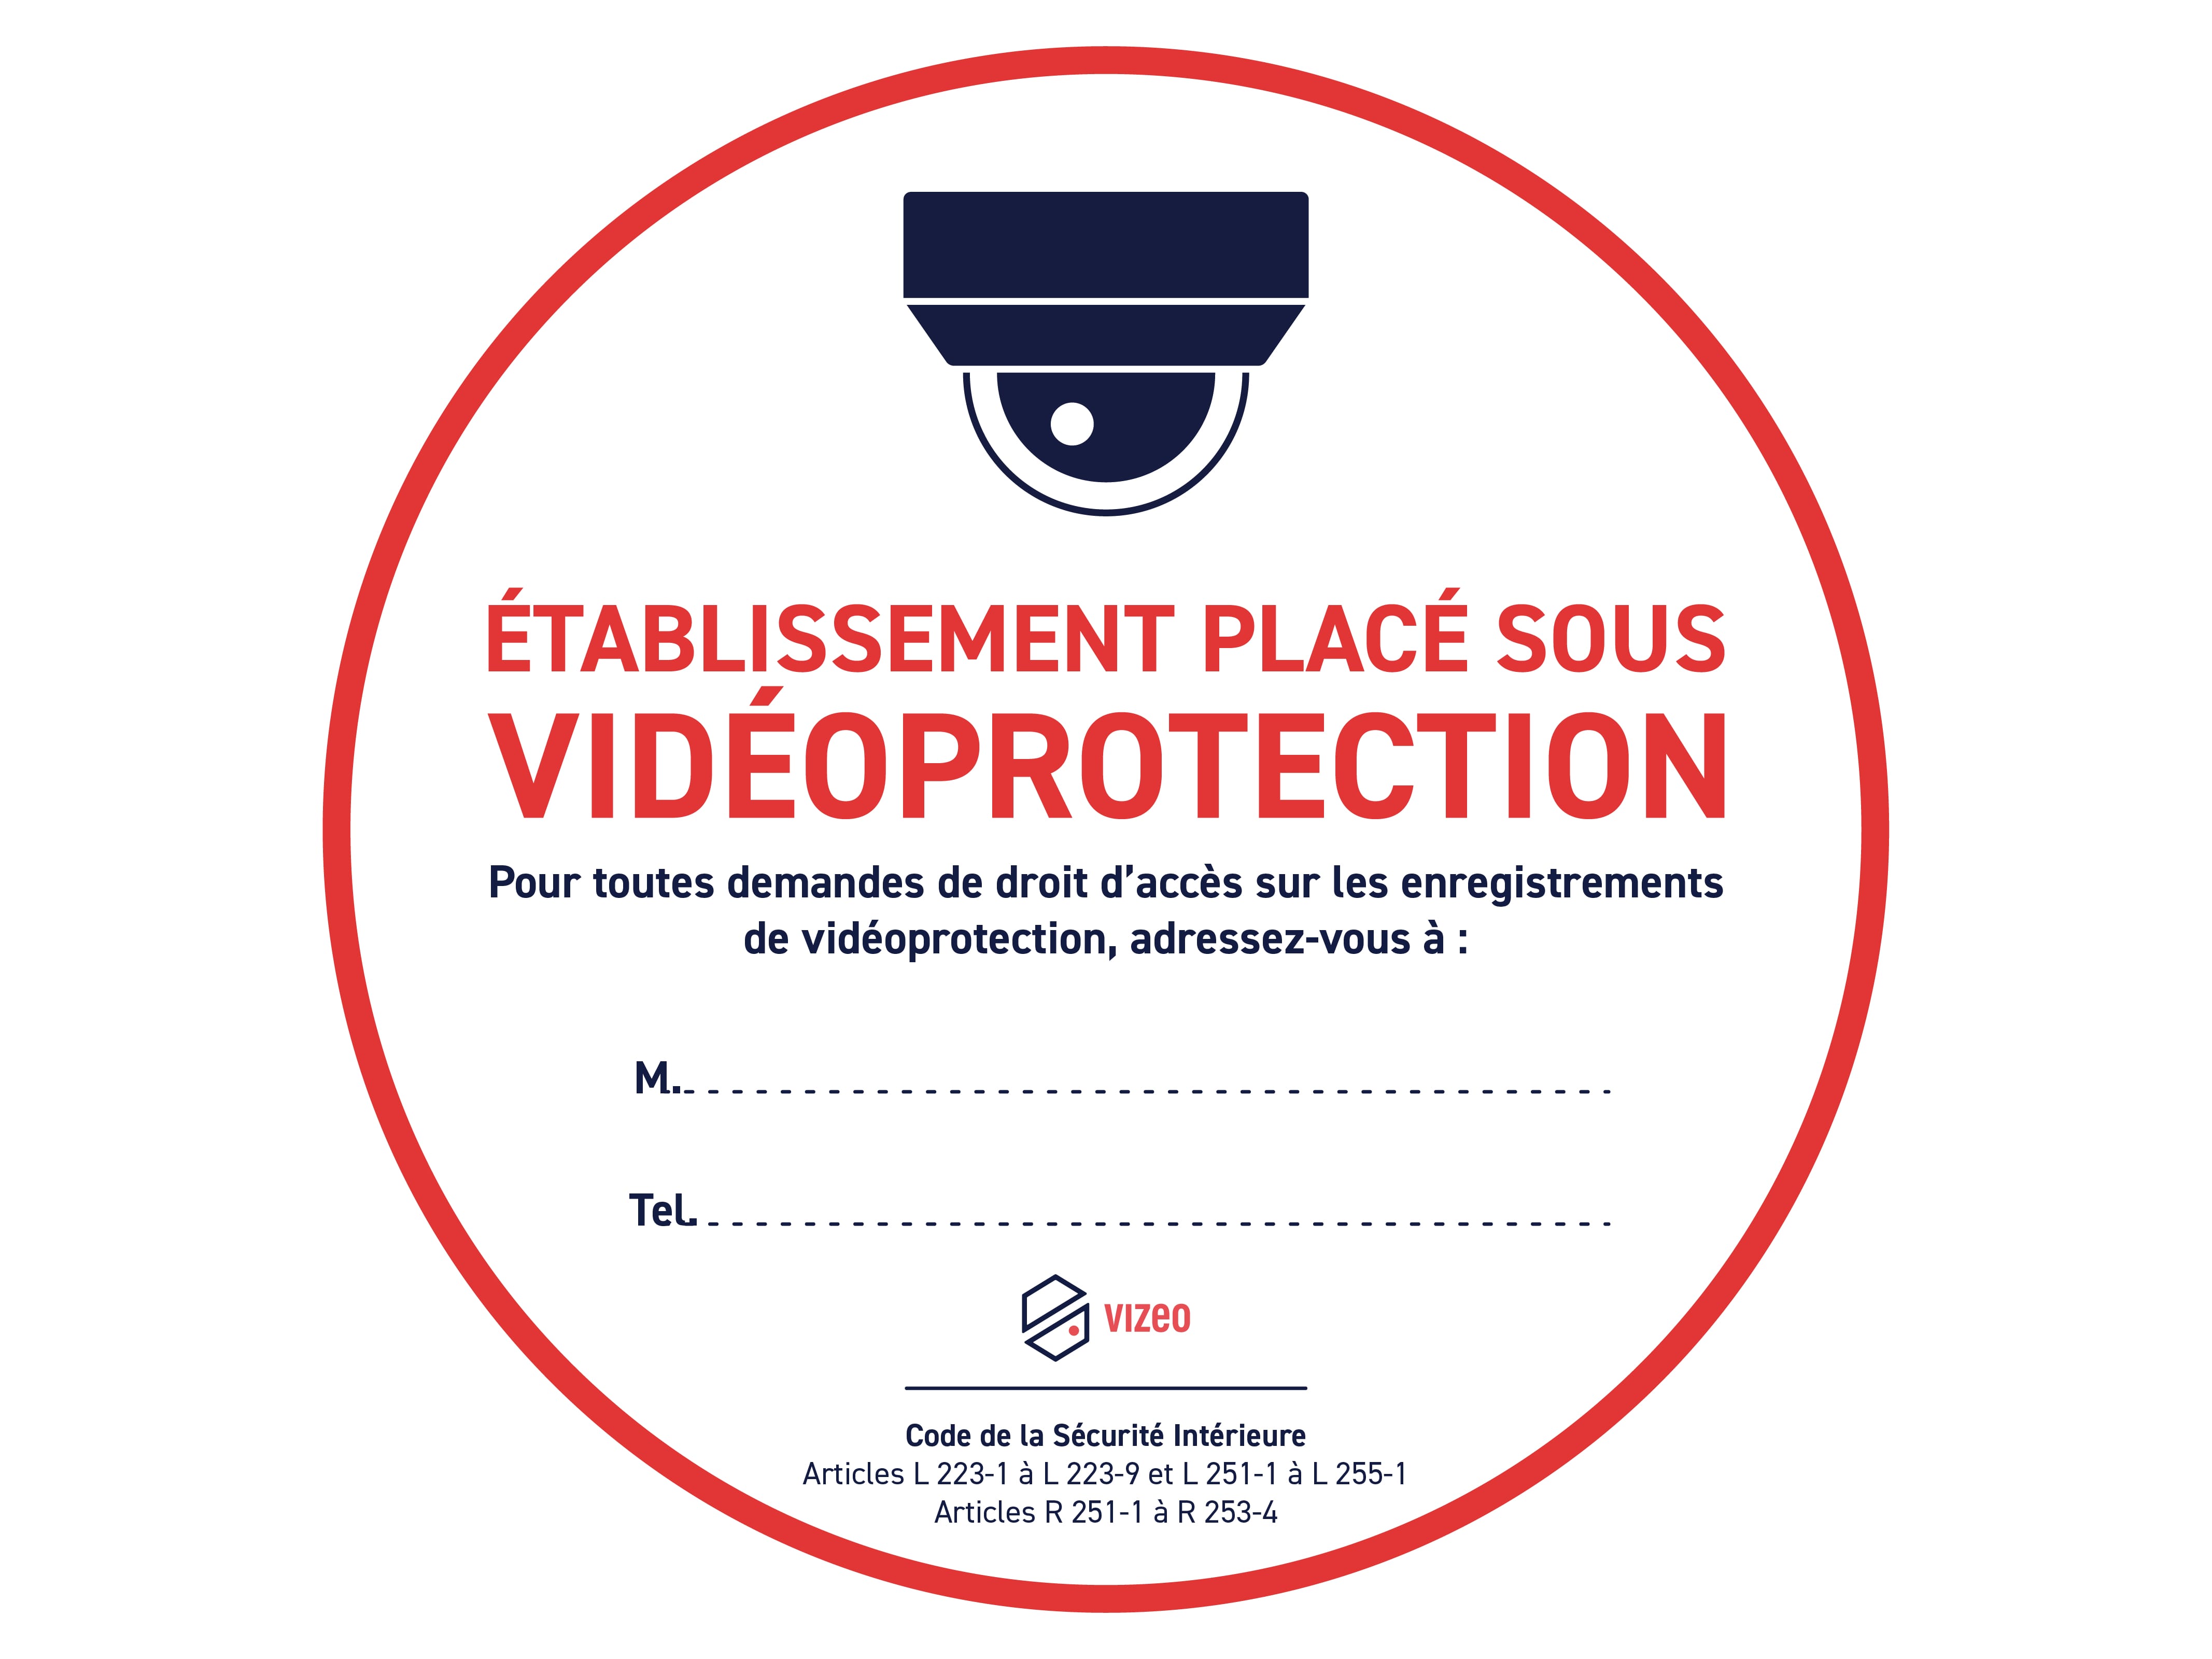 ÉTABLISSEMENT PLACÉ SOUS
VIDÉOPROTECTION
Pour toutes demandes de droit d’accès sur les enregistrements
de vidéoprotection, adressez-vous à :
M.
Tel.
vizeo
Code de la Sécurité Intérieure
Articles L 223-1 à L 223-9 et L 251-1 à L 255-1
Articles R 251-1 à R 253-4